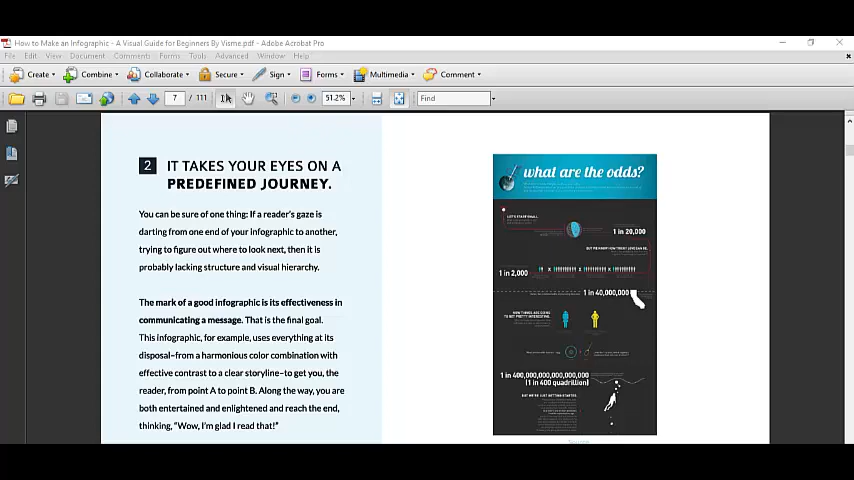 How to Make an Infographic - A Visual Guide for Beginners By Visme.pdf - Adobe Acrobat Pro
File Edit View Document Comments Forms Tools Advanced Window Help
Create Combine Collaborate Secure Sign Forms Multimedia Comment
7 / 111 51.2% Find
2 IT TAKES YOUR EYES ON A
PREDEFINED JOURNEY.
You can be sure of one thing: If a reader's gaze is
darting from one end of your infographic to another,
trying to figure out where to look next, then it is
probably lacking structure and visual hierarchy.
The mark of a good infographic is its effectiveness in
communicating a message. That is the final goal.
This infographic, for example, uses everything at its
disposal–from a harmonious color combination with
effective contrast to a clear storyline–to get you, the
reader, from point A to point B. Along the way, you are
both entertained and enlightened and reach the end,
thinking, "Wow, I'm glad I read that!"
what are the odds?
LET'S START SMALL.
1 in 20,000
1 in 2,000
1 in 40,000,000
1 in 400,000,000,000,000,000
(1 in 400 quadrillion)